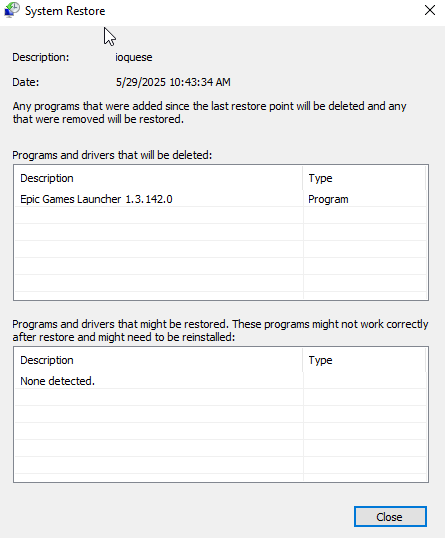 System Restore
Description: ioquese
Date: 5/29/2025 10:43:34 AM
Any programs that were added since the last restore point will be deleted and any
that were removed will be restored.
Programs and drivers that will be deleted:
Description Type
Epic Games Launcher 1.3.142.0 Program
Programs and drivers that might be restored. These programs might not work correctly
after restore and might need to be reinstalled:
Description Type
None detected.
Close